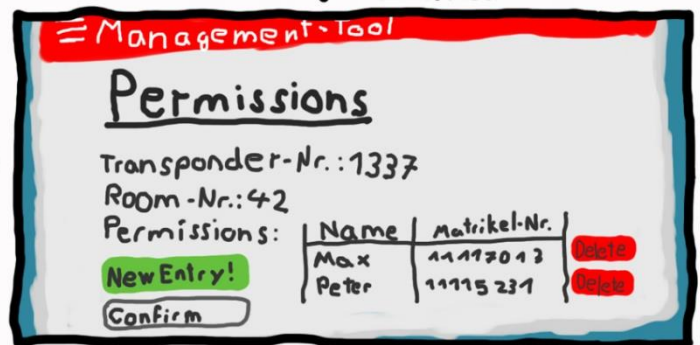 Management-Tool
Permissions
Transponder-Nr.:1337
Room-Nr.:42
Permissions:
Name Matrikel-Nr.
Max 11117013 Delete
Peter 11115231 Delete
New Entry!
Confirm